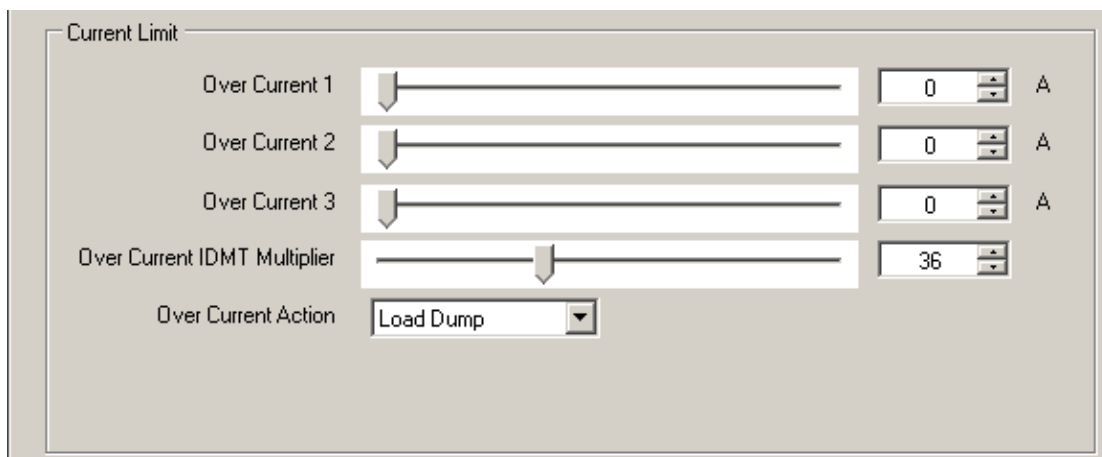 Current Limit
Over Current 1 0 A
Over Current 2 0 A
Over Current 3 0 A
Over Current IDMT Multiplier 36
Over Current Action Load Dump